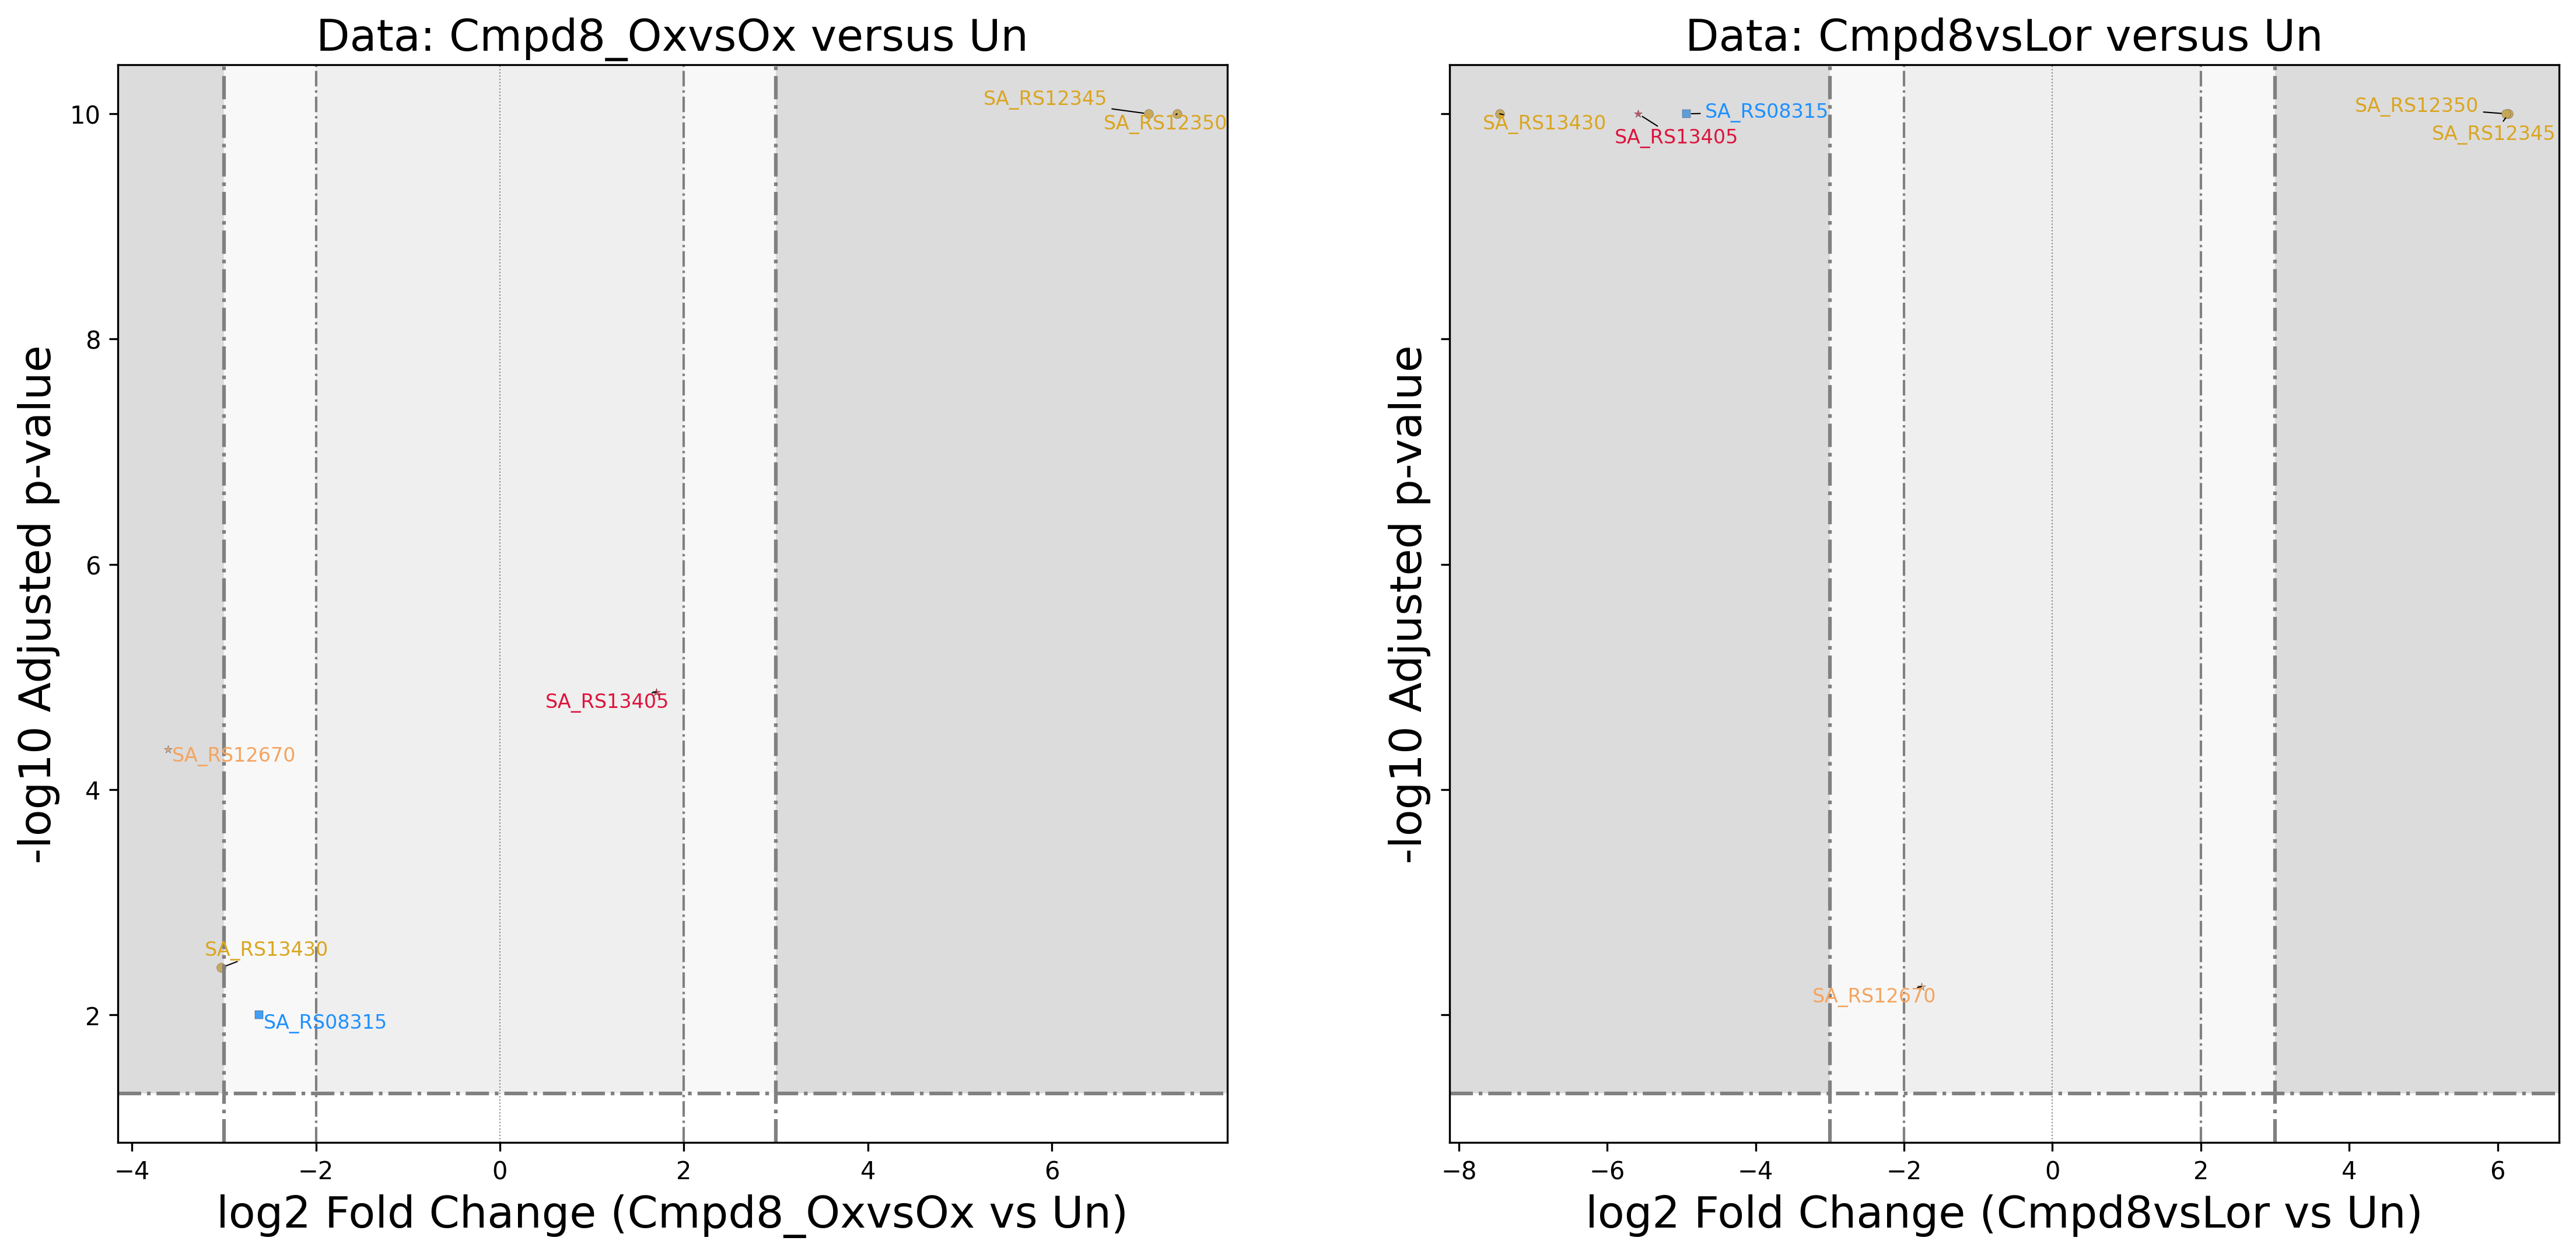 Data: Cmpd8_OxvsOx versus Un
-log10 Adjusted p-value
10
8
6
4
2
SA_RS12345
SA_RS12350
SA_RS13405
SA_RS12670
SA_RS13430
SA_RS08315
−4
−2
0
2
4
6
log2 Fold Change (Cmpd8_OxvsOx vs Un)
Data: Cmpd8vsLor versus Un
-log10 Adjusted p-value
SA_RS13430
SA_RS13405
SA_RS08315
SA_RS12350
SA_RS12345
SA_RS12670
−8
−6
−4
−2
0
2
4
6
log2 Fold Change (Cmpd8vsLor vs Un)